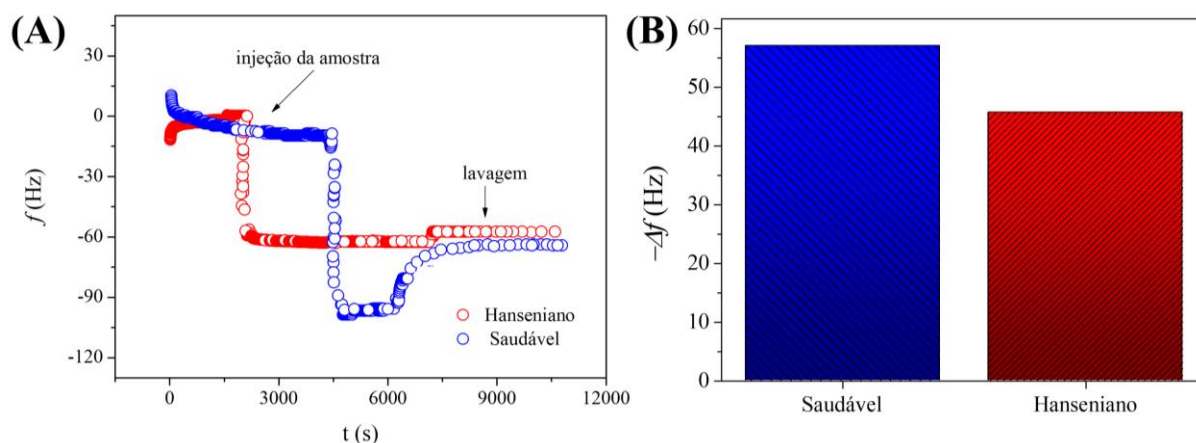 (A)
injeção da amostra
lavagem
f (Hz)
30
0
-30
-60
-90
-120
Hanseniano
Saudável
0
3000
6000
9000
12000
t (s)
(B)
−Δf (Hz)
60
50
40
30
20
10
0
Saudável
Hanseniano